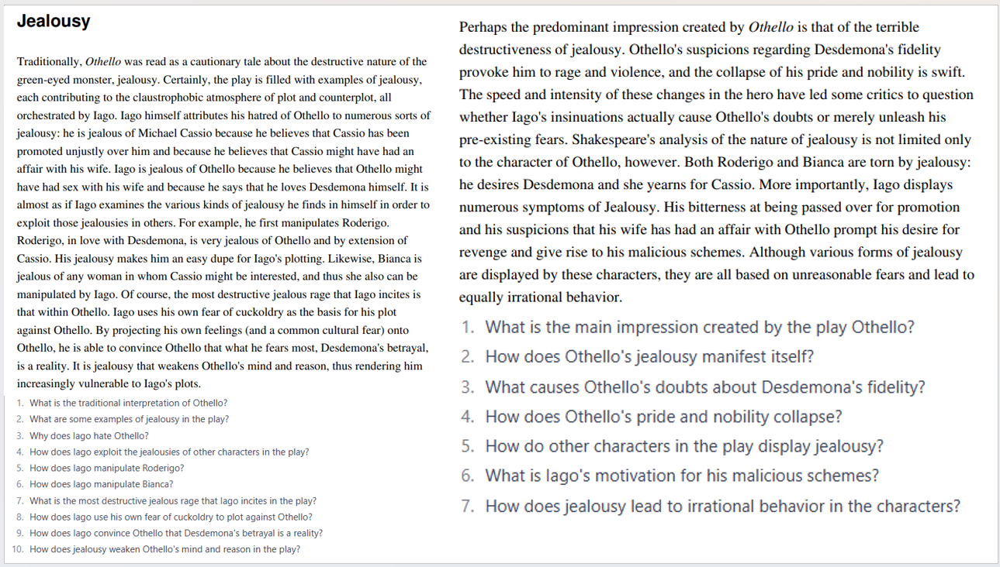 Jealousy
Traditionally, Othello was read as a cautionary tale about the destructive nature of the
green-eyed monster, jealousy. Certainly, the play is filled with examples of jealousy,
each contributing to the claustrophobic atmosphere of plot and counterplot, all
orchestrated by Iago. Iago himself attributes his hatred of Othello to numerous sorts of
jealousy: he is jealous of Michael Cassio because he believes that Cassio has been
promoted unjustly over him and because he believes that Cassio might have had an
affair with his wife. Iago is jealous of Othello because he believes that Othello might
have had sex with his wife and because he says that he loves Desdemona himself. It is
almost as if Iago examines the various kinds of jealousy he finds in himself in order to
exploit those jealousies in others. For example, he first manipulates Roderigo.
Roderigo, in love with Desdemona, is very jealous of Othello and by extension of
Cassio. His jealousy makes him an easy dupe for Iago's plotting. Likewise, Bianca is
jealous of any woman in whom Cassio might be interested, and thus she also can be
manipulated by Iago. Of course, the most destructive jealous rage that Iago incites is
that within Othello. Iago uses his own fear of cuckoldry as the basis for his plot
against Othello. By projecting his own feelings (and a common cultural fear) onto
Othello, he is able to convince Othello that what he fears most, Desdemona's betrayal,
is a reality. It is jealousy that weakens Othello's mind and reason, thus rendering him
increasingly vulnerable to Iago's plots.
1. What is the traditional interpretation of Othello?
2. What are some examples of jealousy in the play?
3. Why does Iago hate Othello?
4. How does Iago exploit the jealousies of other characters in the play?
5. How does Iago manipulate Roderigo?
6. How does Iago manipulate Bianca?
7. What is the most destructive jealous rage that Iago incites in the play?
8. How does Iago use his own fear of cuckoldry to plot against Othello?
9. How does Iago convince Othello that Desdemona's betrayal is a reality?
10. How does jealousy weaken Othello's mind and reason in the play?
Perhaps the predominant impression created by Othello is that of the terrible
destructiveness of jealousy. Othello's suspicions regarding Desdemona's fidelity
provoke him to rage and violence, and the collapse of his pride and nobility is swift.
The speed and intensity of these changes in the hero have led some critics to question
whether Iago's insinuations actually cause Othello's doubts or merely unleash his
pre-existing fears. Shakespeare's analysis of the nature of jealousy is not limited only
to the character of Othello, however. Both Roderigo and Bianca are torn by jealousy:
he desires Desdemona and she yearns for Cassio. More importantly, Iago displays
numerous symptoms of Jealousy. His bitterness at being passed over for promotion
and his suspicions that his wife has had an affair with Othello prompt his desire for
revenge and give rise to his malicious schemes. Although various forms of jealousy
are displayed by these characters, they are all based on unreasonable fears and lead to
equally irrational behavior.
1. What is the main impression created by the play Othello?
2. How does Othello's jealousy manifest itself?
3. What causes Othello's doubts about Desdemona's fidelity?
4. How does Othello's pride and nobility collapse?
5. How do other characters in the play display jealousy?
6. What is Iago's motivation for his malicious schemes?
7. How does jealousy lead to irrational behavior in the characters?